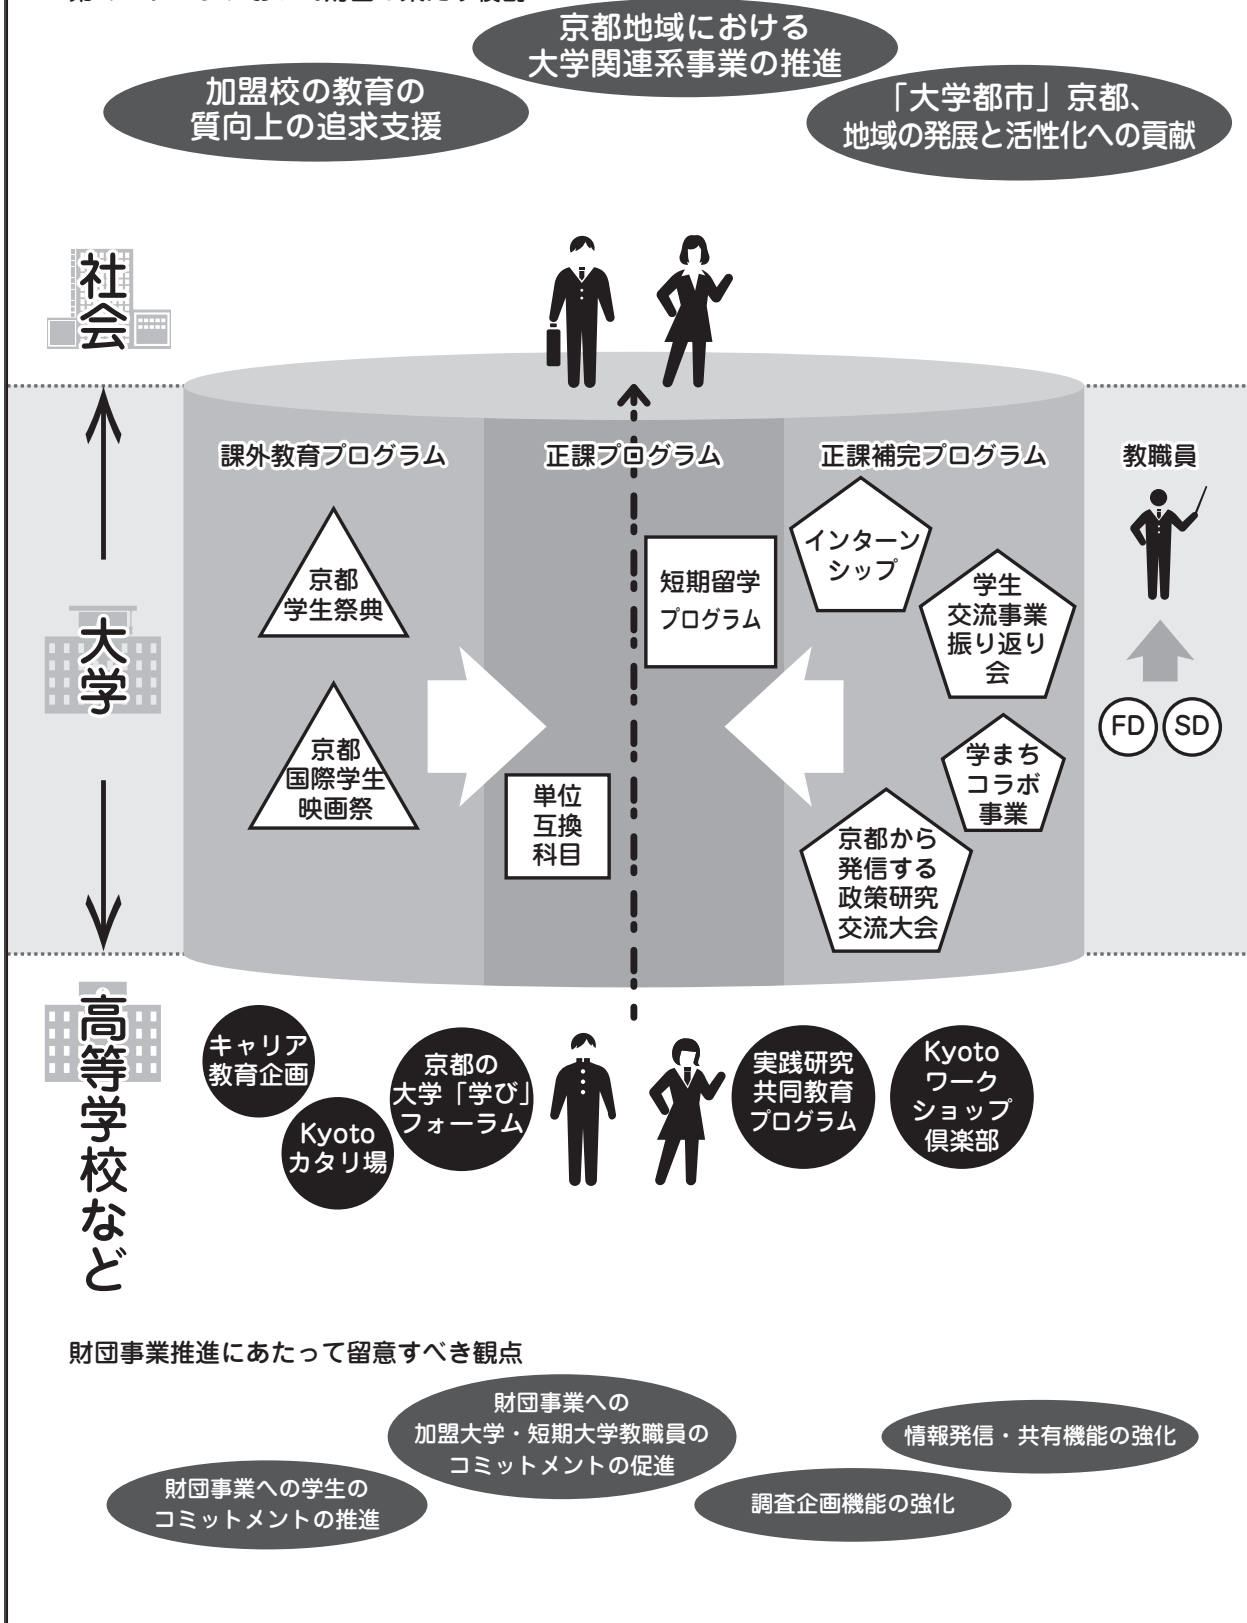 京都地域における
大学関連系事業の推進
加盟校の教育の
質向上の追求支援
「大学都市」京都、
地域の発展と活性化への貢献
社会
課外教育プログラム
正課プログラム
正課補完プログラム
教職員
京都
学生祭典
短期留学
プログラム
インターン
シップ
学生
交流事業
振り返り
会
大学
京都
国際学生
映画祭
単位
互換
科目
学まち
コラボ
事業
京都から
発信する
政策研究
交流大会
FD
SD
高等学校など
キャリア
教育企画
Kyoto
カタリ場
京都の
大学「学び」
フォーラム
実践研究
共同教育
プログラム
Kyoto
ワーク
ショップ
倶楽部
財団事業推進にあたって留意すべき観点
財団事業への
加盟大学・短期大学教職員の
コミットメントの促進
情報発信・共有機能の強化
財団事業への学生の
コミットメントの推進
調査企画機能の強化